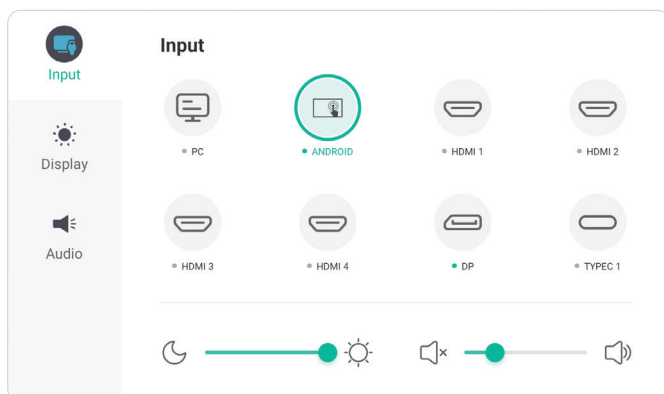 Input
Input
PC
ANDROID
HDMI 1
HDMI 2
Display
HDMI 3
HDMI 4
DP
TYPEC 1
Audio